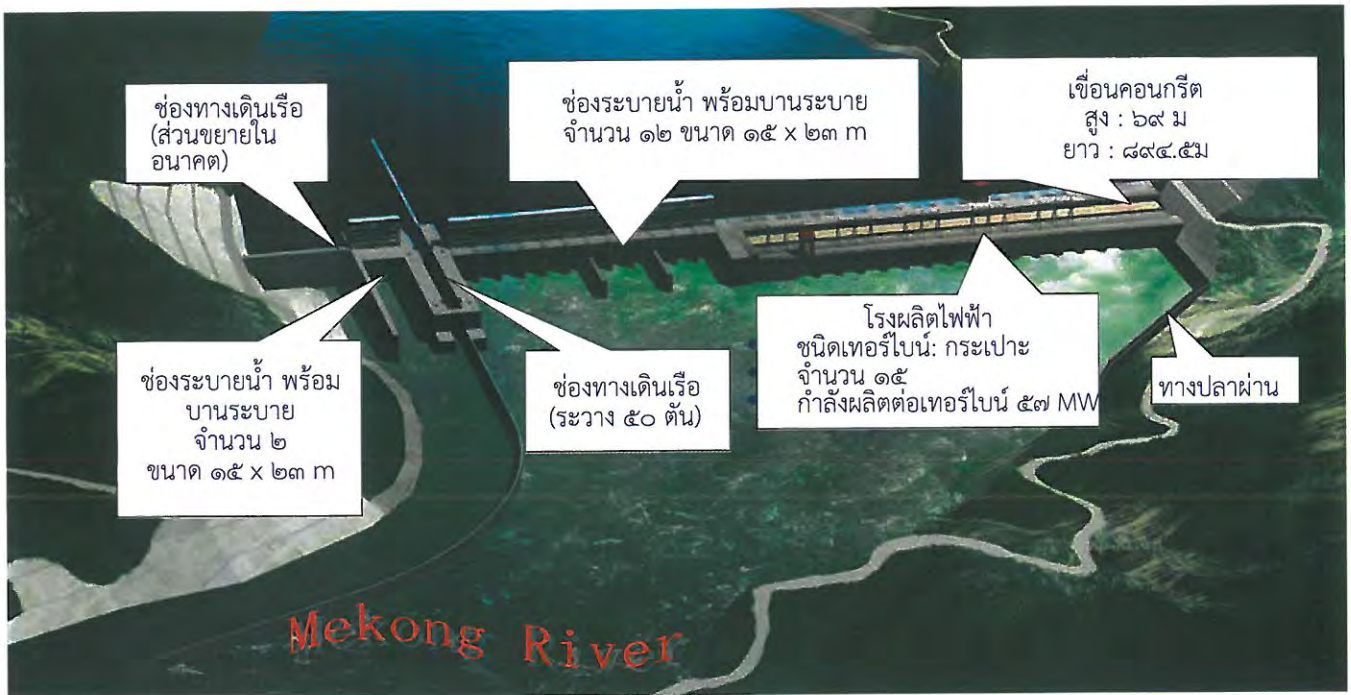 ช่องทางเดินเรือ
(ส่วนขยายใน
อนาคต)
ช่องระบายน้ำ พร้อมบานระบาย
จำนวน ๑๒ ขนาด ๑๕ x ๒๓ m
เขื่อนคอนกรีต
สูง : ๖๙ ม
ยาว : ๘๙๔.๕ม
ช่องระบายน้ำ พร้อม
บานระบาย
จำนวน ๒
ขนาด ๑๕ x ๒๓ m
ช่องทางเดินเรือ
(ระวาง ๕๐ ตัน)
โรงผลิตไฟฟ้า
ชนิดเทอร์ไบน์: กระเปาะ
จำนวน ๑๕
กำลังผลิตต่อเทอร์ไบน์ ๕๗ MW
ทางปลาผ่าน
Mekong River